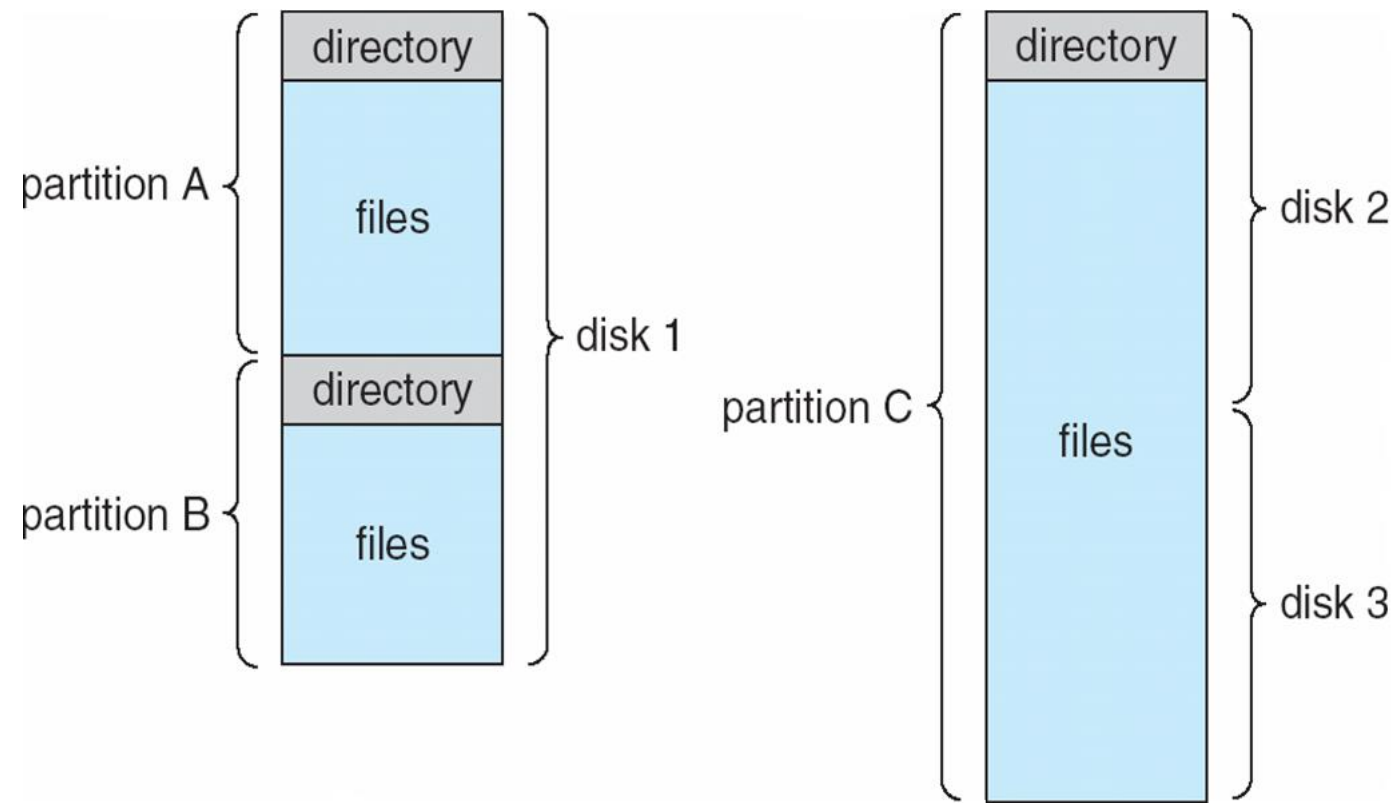 directory
partition A
files
disk 1
directory
partition B
files
directory
disk 2
partition C
files
disk 3